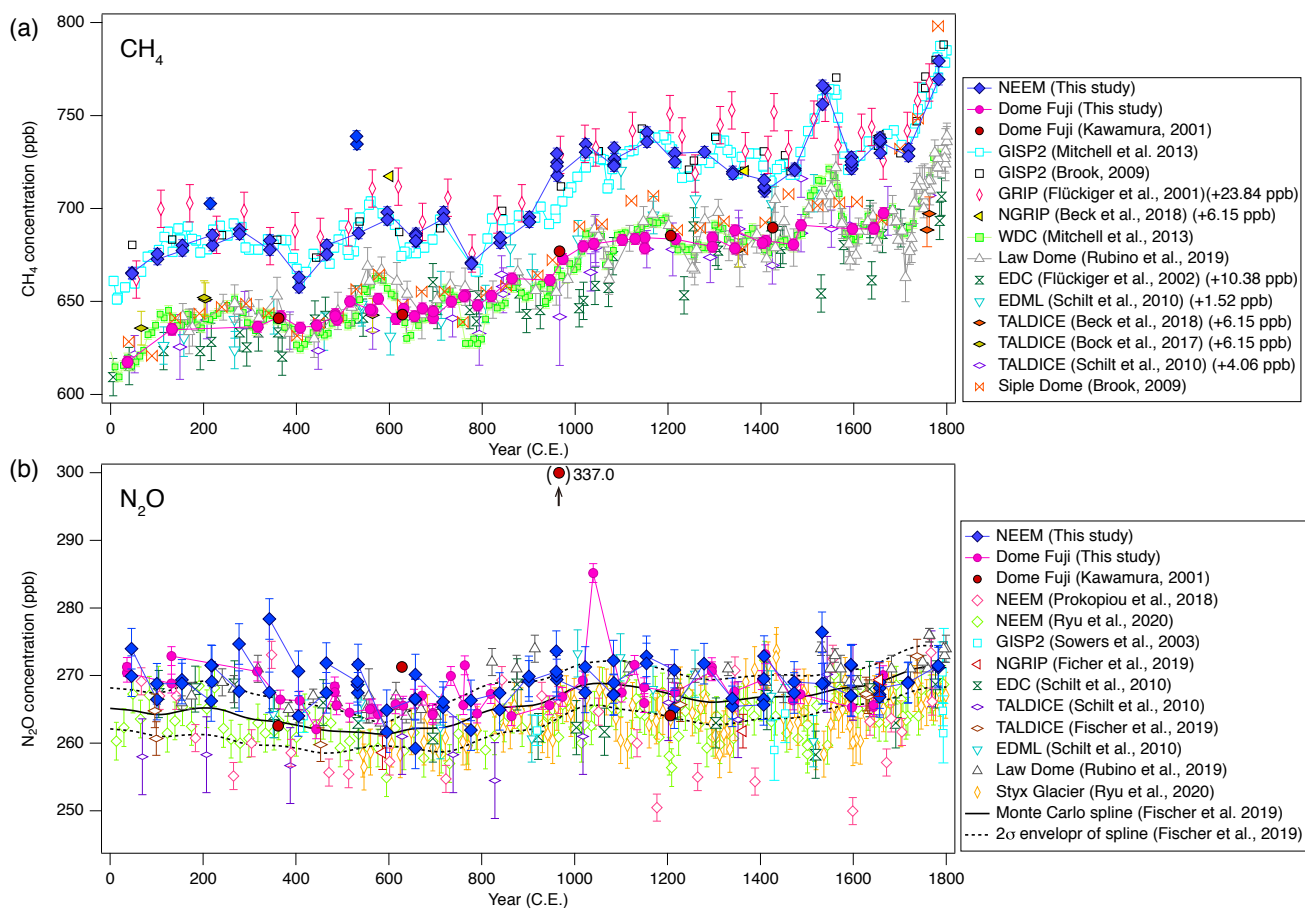 (a)
CH4
800
750
700
650
600
CH4 concentration (ppb)
0 200 400 600 800 1000 1200 1400 1600 1800
Year (C.E.)
NEEM (This study)
Dome Fuji (This study)
Dome Fuji (Kawamura, 2001)
GISP2 (Mitchell et al. 2013)
GISP2 (Brook, 2009)
GRIP (Flückiger et al., 2001)(+23.84 ppb)
NGRIP (Beck et al., 2018) (+6.15 ppb)
WDC (Mitchell et al., 2013)
Law Dome (Rubino et al., 2019)
EDC (Flückiger et al., 2002) (+10.38 ppb)
EDML (Schilt et al., 2010) (+1.52 ppb)
TALDICE (Beck et al., 2018) (+6.15 ppb)
TALDICE (Bock et al., 2017) (+6.15 ppb)
TALDICE (Schilt et al., 2010) (+4.06 ppb)
Siple Dome (Brook, 2009)
(b)
N2O
( ) 337.0
300
290
280
270
260
250
N2O concentration (ppb)
0 200 400 600 800 1000 1200 1400 1600 1800
Year (C.E.)
NEEM (This study)
Dome Fuji (This study)
Dome Fuji (Kawamura, 2001)
NEEM (Prokopiou et al., 2018)
NEEM (Ryu et al., 2020)
GISP2 (Sowers et al., 2003)
NGRIP (Ficher et al., 2019)
EDC (Schilt et al., 2010)
TALDICE (Schilt et al., 2010)
TALDICE (Fischer et al., 2019)
EDML (Schilt et al., 2010)
Law Dome (Rubino et al., 2019)
Styx Glacier (Ryu et al., 2020)
Monte Carlo spline (Fischer et al. 2019)
2σ envelopr of spline (Fischer et al., 2019)